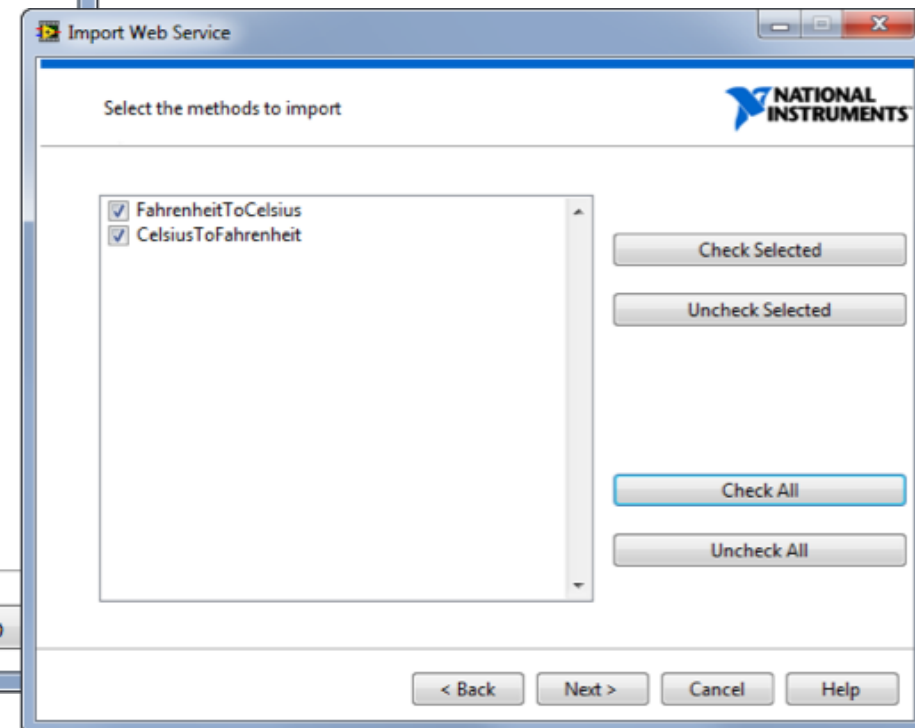 Import Web Service
Select the methods to import
NATIONAL
INSTRUMENTS
FahrenheitToCelsius
CelsiusToFahrenheit
Check Selected
Uncheck Selected
Check All
Uncheck All
< Back
Next >
Cancel
Help